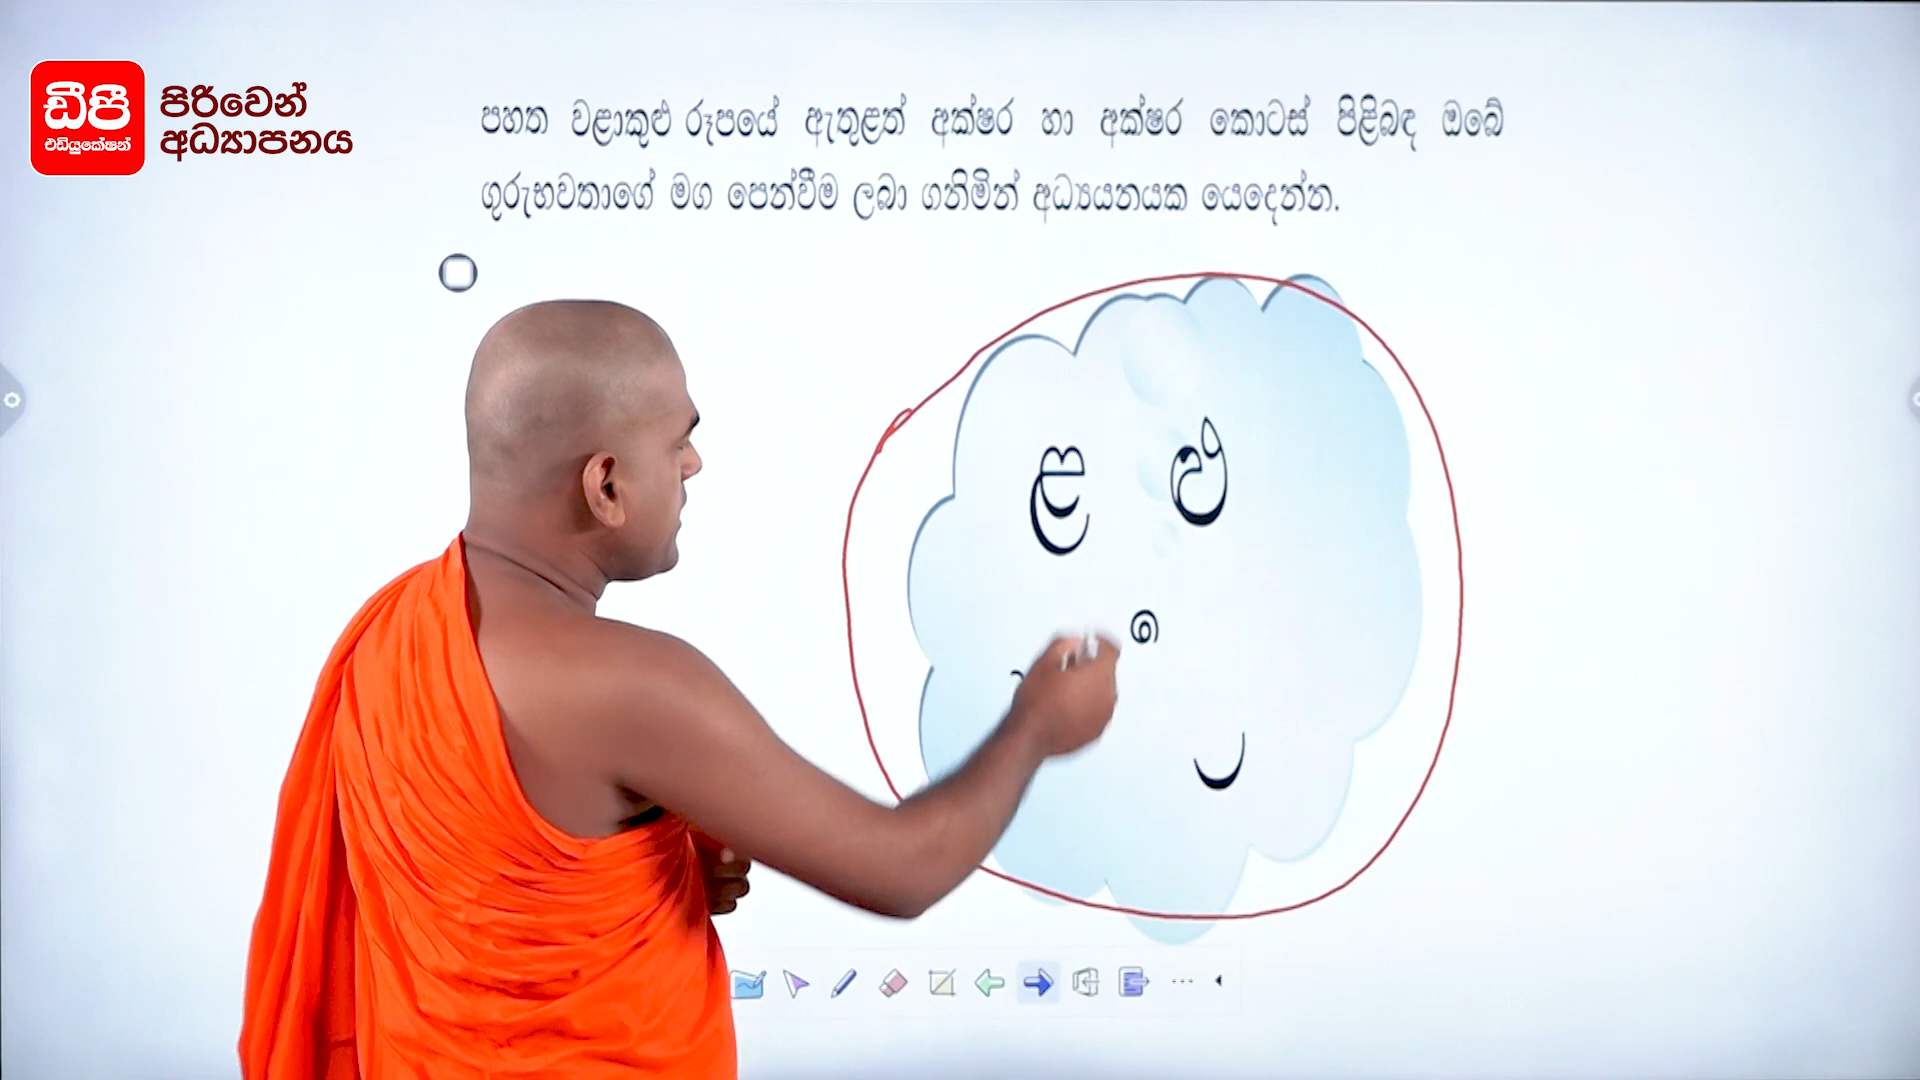 ඩීපී
එඩියුකේෂන්
පිරිවෙන්
අධ්‍යාපනය
පහත වළාකුළු රූපයේ ඇතුළත් අක්ෂර හා අක්ෂර කොටස් පිළිබඳ ඔබේ
ගුරුභවතාගේ මග පෙන්වීම ලබා ගනිමින් අධ්‍යයනයක යෙදෙන්න.
ළ ළු